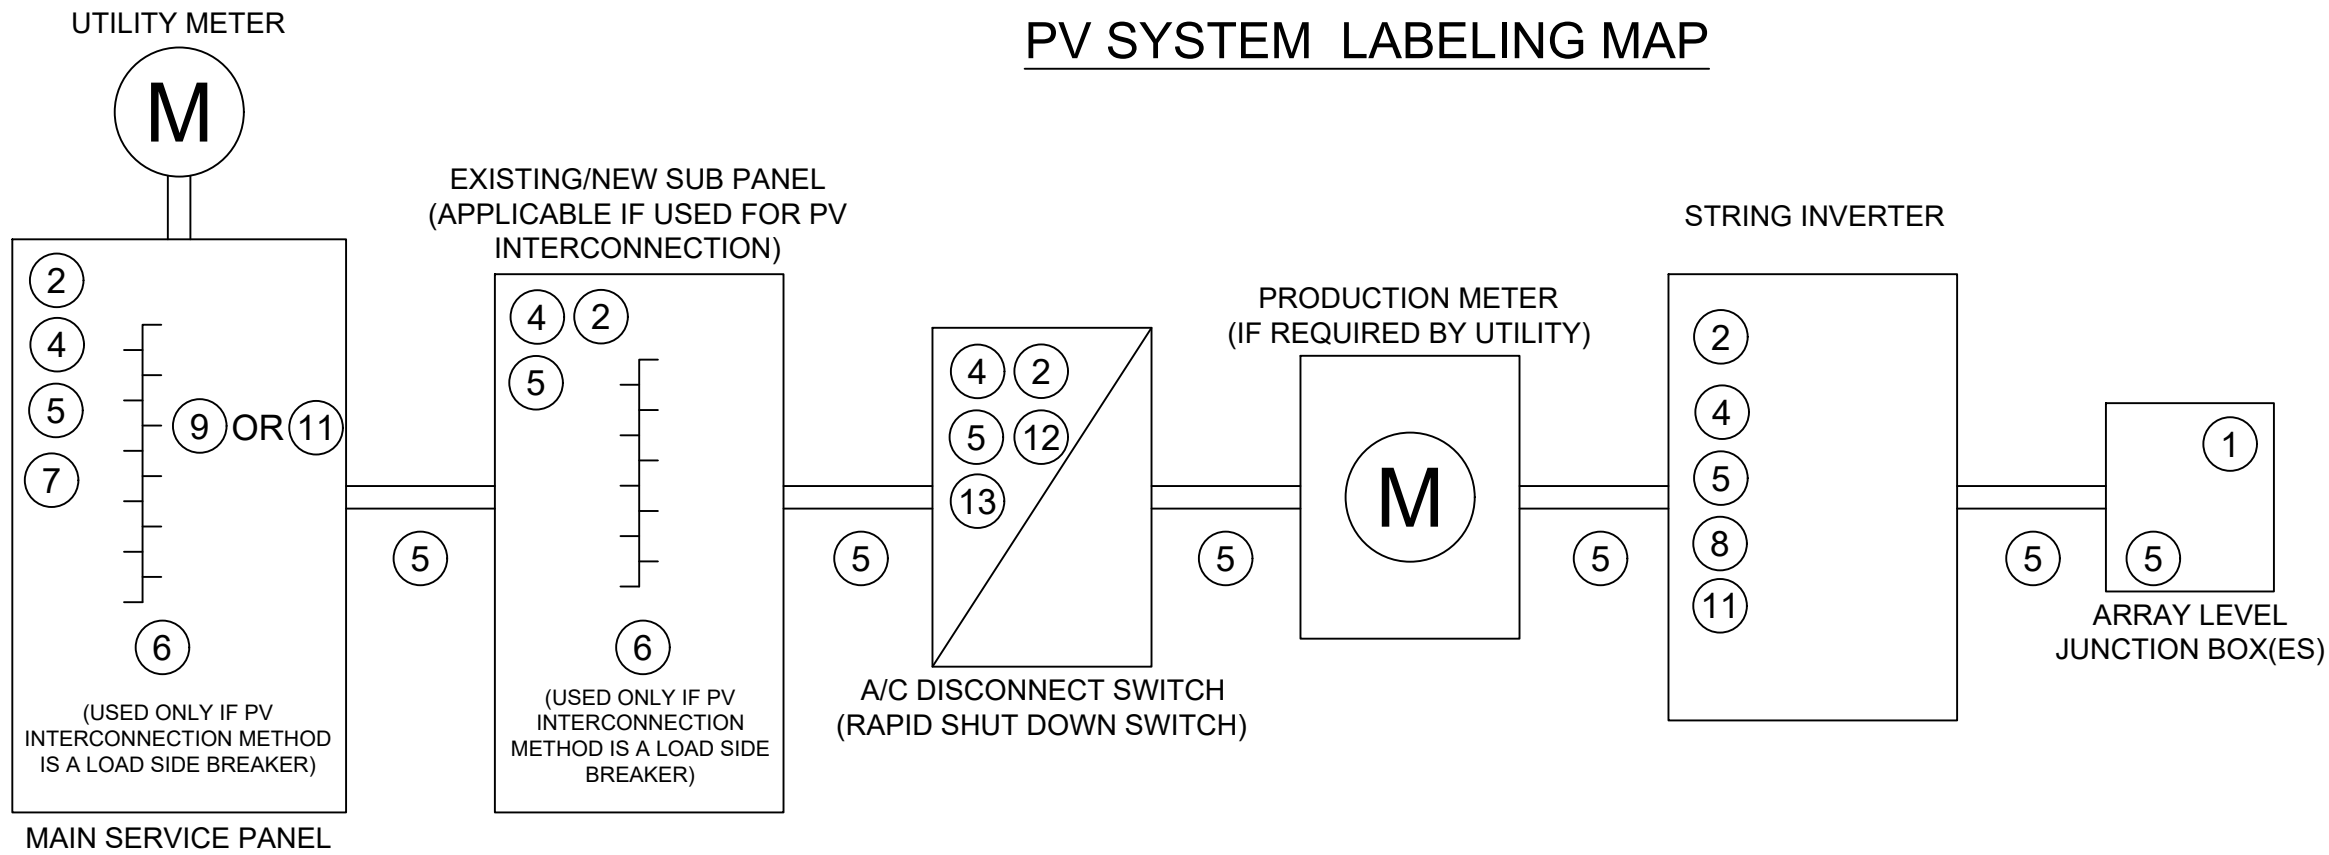 UTILITY METER
M
PV SYSTEM LABELING MAP
EXISTING/NEW SUB PANEL
(APPLICABLE IF USED FOR PV
INTERCONNECTION)
STRING INVERTER
PRODUCTION METER
(IF REQUIRED BY UTILITY)
2
4
5
7
9 OR 11
6
(USED ONLY IF PV
INTERCONNECTION METHOD
IS A LOAD SIDE BREAKER)
MAIN SERVICE PANEL
5
4 2
5
6
(USED ONLY IF PV
INTERCONNECTION
METHOD IS A LOAD SIDE
BREAKER)
5
4 2
5 12
13
A/C DISCONNECT SWITCH
(RAPID SHUT DOWN SWITCH)
5
M
5
2
4
5
8
11
5
1
5
ARRAY LEVEL
JUNCTION BOX(ES)